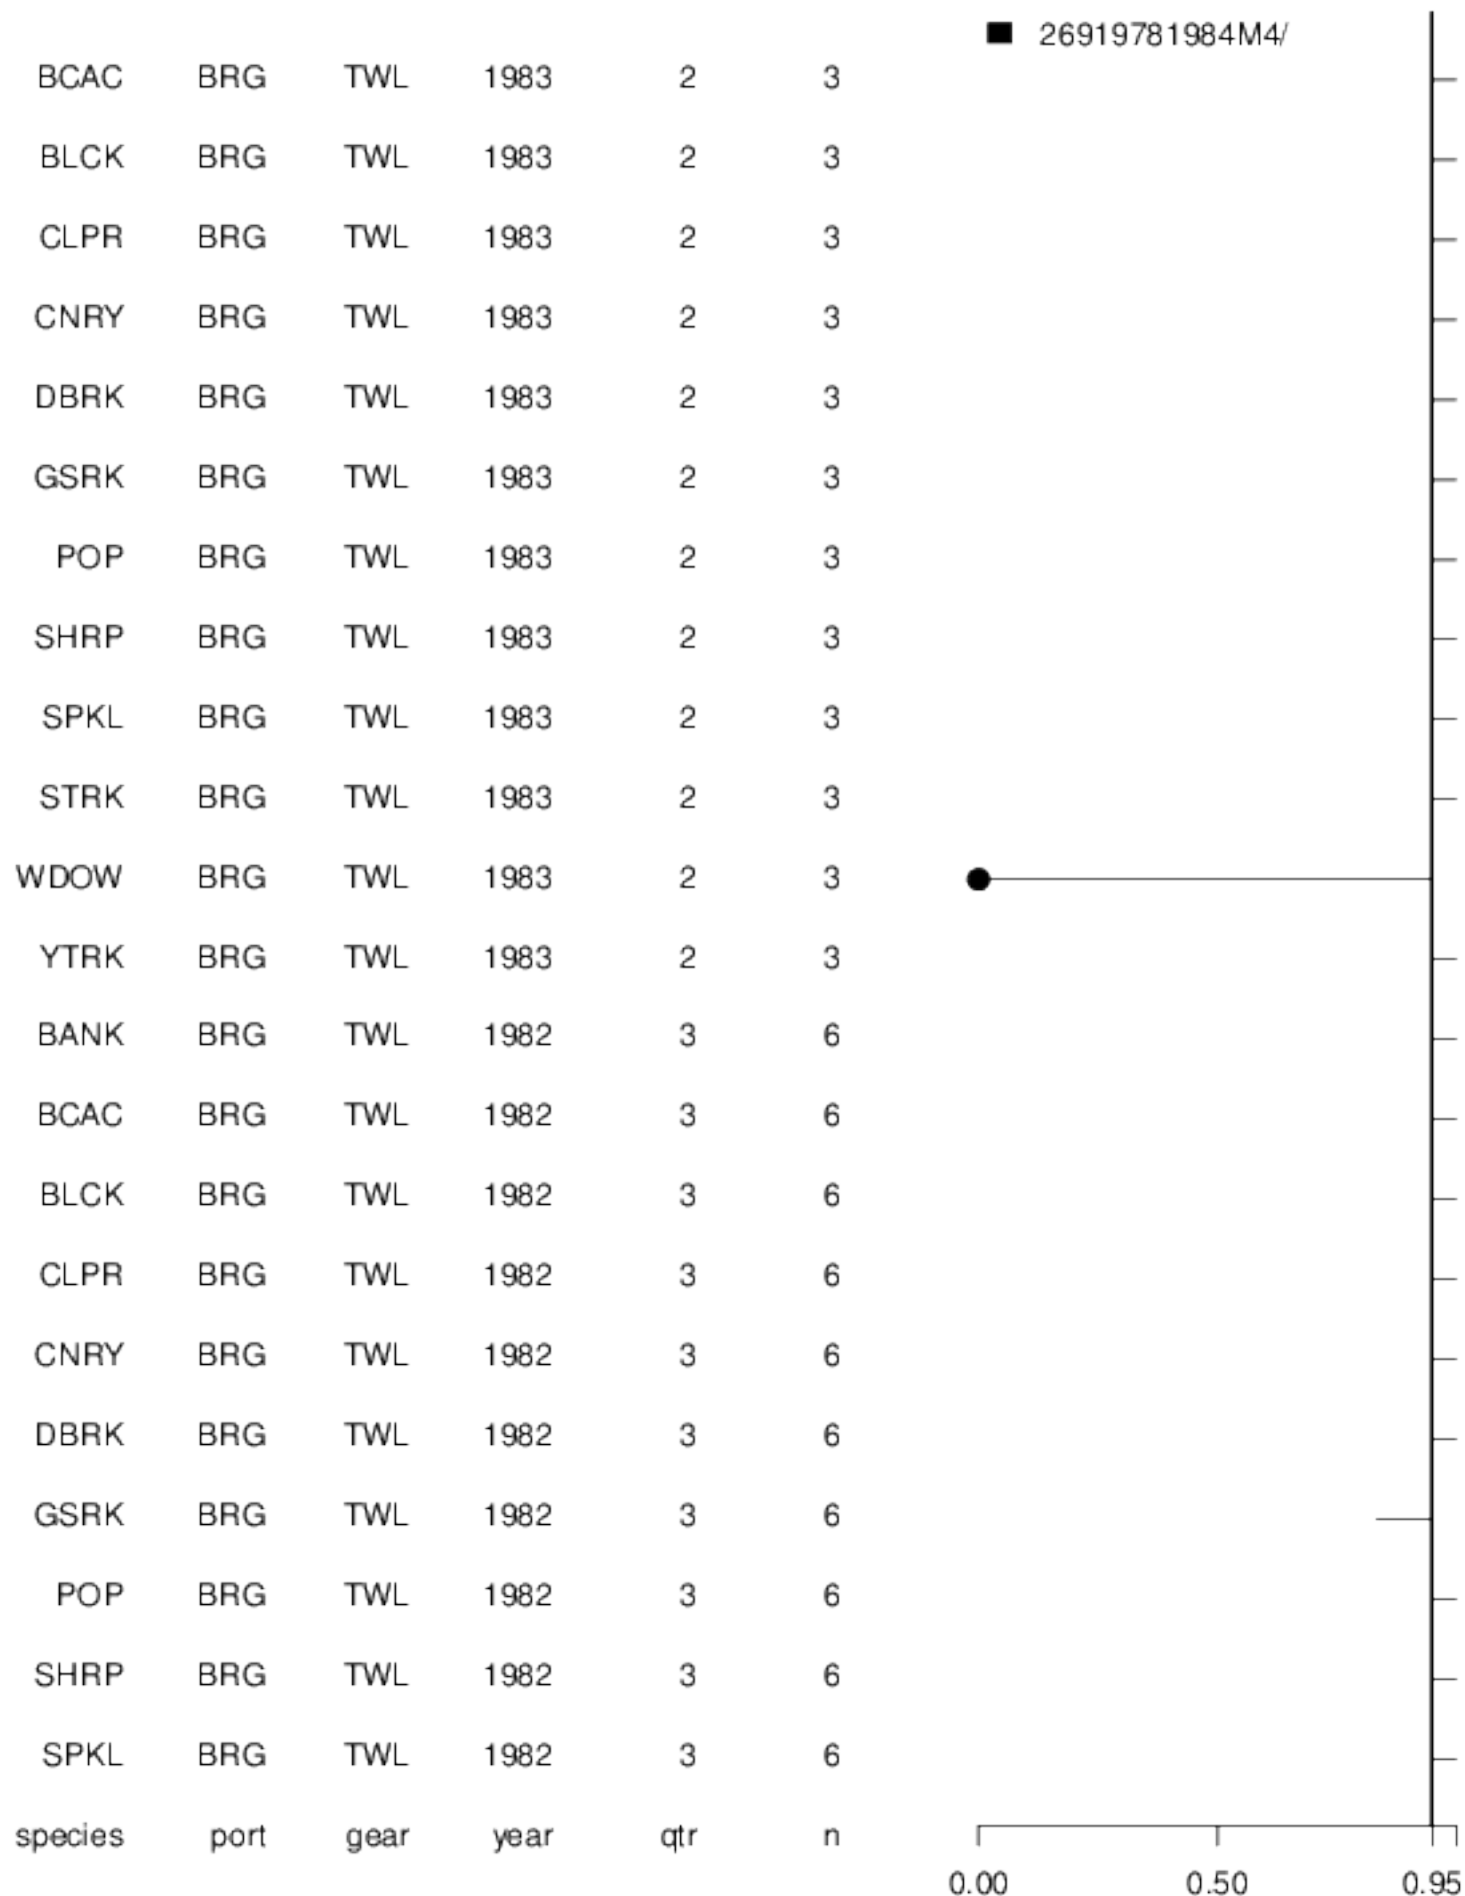 26919781984M4/
BCAC BRG TWL 1983 2 3
BLCK BRG TWL 1983 2 3
CLPR BRG TWL 1983 2 3
CNRY BRG TWL 1983 2 3
DBRK BRG TWL 1983 2 3
GSRK BRG TWL 1983 2 3
POP BRG TWL 1983 2 3
SHRP BRG TWL 1983 2 3
SPKL BRG TWL 1983 2 3
STRK BRG TWL 1983 2 3
WDOW BRG TWL 1983 2 3
YTRK BRG TWL 1983 2 3
BANK BRG TWL 1982 3 6
BCAC BRG TWL 1982 3 6
BLCK BRG TWL 1982 3 6
CLPR BRG TWL 1982 3 6
CNRY BRG TWL 1982 3 6
DBRK BRG TWL 1982 3 6
GSRK BRG TWL 1982 3 6
POP BRG TWL 1982 3 6
SHRP BRG TWL 1982 3 6
SPKL BRG TWL 1982 3 6
species port gear year qtr n
0.00 0.50 0.95